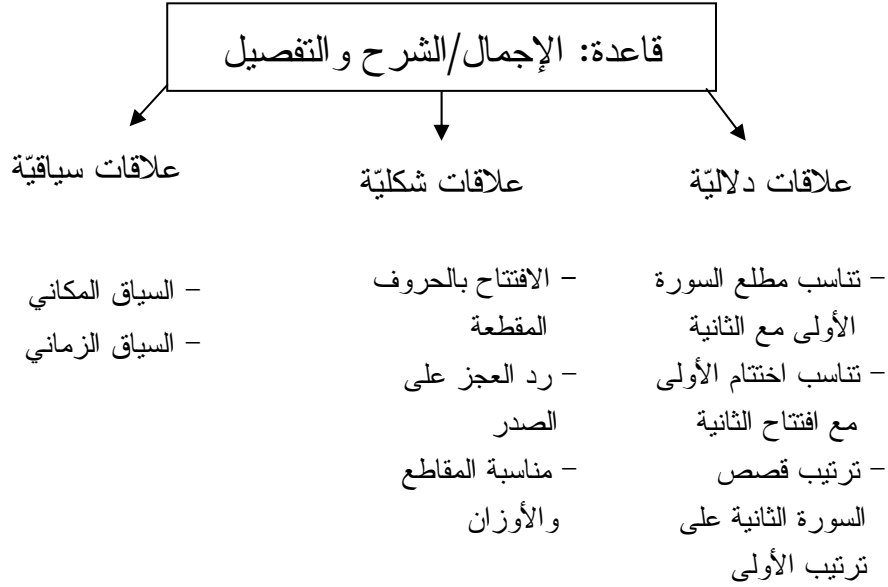 قاعدة: الإجمال/الشرح والتفصيل
علاقات دلاليّة
علاقات شكليّة
علاقات سياقيّة
– تناسب مطلع السورة
الأولى مع الثانية
– تناسب اختتام الأولى
مع افتتاح الثانية
– ترتيب قصص
السورة الثانية على
ترتيب الأولى
– الافتتاح بالحروف
المقطعة
– رد العجز على
الصدر
– مناسبة المقاطع
والأوزان
– السياق المكاني
– السياق الزماني